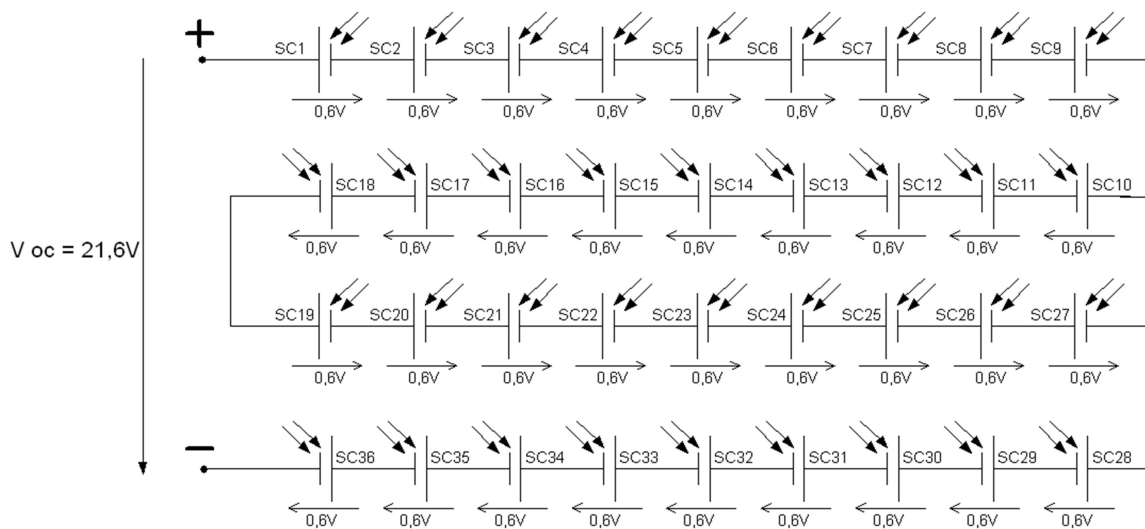 +
SC1 SC2 SC3 SC4 SC5 SC6 SC7 SC8 SC9
0,6V 0,6V 0,6V 0,6V 0,6V 0,6V 0,6V 0,6V 0,6V
SC18 SC17 SC16 SC15 SC14 SC13 SC12 SC11 SC10
0,6V 0,6V 0,6V 0,6V 0,6V 0,6V 0,6V 0,6V 0,6V
V oc = 21,6V
SC19 SC20 SC21 SC22 SC23 SC24 SC25 SC26 SC27
0,6V 0,6V 0,6V 0,6V 0,6V 0,6V 0,6V 0,6V 0,6V
–
SC36 SC35 SC34 SC33 SC32 SC31 SC30 SC29 SC28
0,6V 0,6V 0,6V 0,6V 0,6V 0,6V 0,6V 0,6V 0,6V